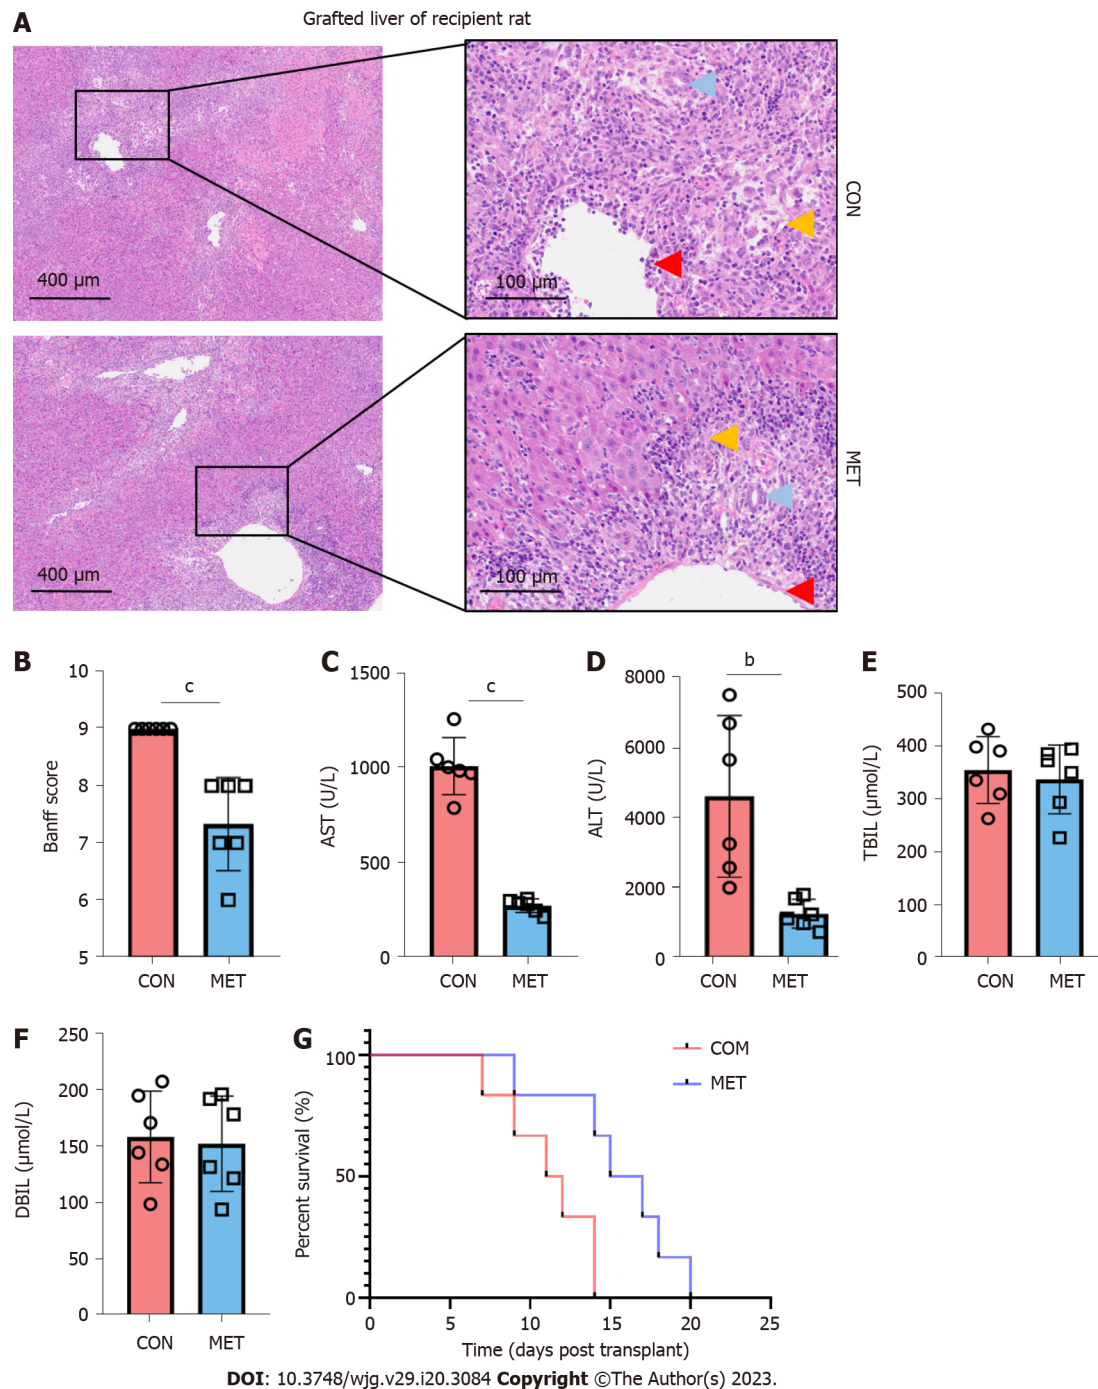 A
Grafted liver of recipient rat
400 µm
100 µm
CON
400 µm
100 µm
MET
B
10
9
8
7
6
5
Banff score
c
CON
MET
C
1500
1000
500
0
AST (U/L)
c
CON
MET
D
8000
6000
4000
2000
0
ALT (U/L)
b
CON
MET
E
500
400
300
200
100
0
TBIL (µmol/L)
CON
MET
F
250
200
150
100
50
0
DBIL (µmol/L)
CON
MET
G
100
50
0
Percent survival (%)
COM
MET
0 5 10 15 20 25
Time (days post transplant)
DOI: 10.3748/wjg.v29.i20.3084 Copyright ©The Author(s) 2023.